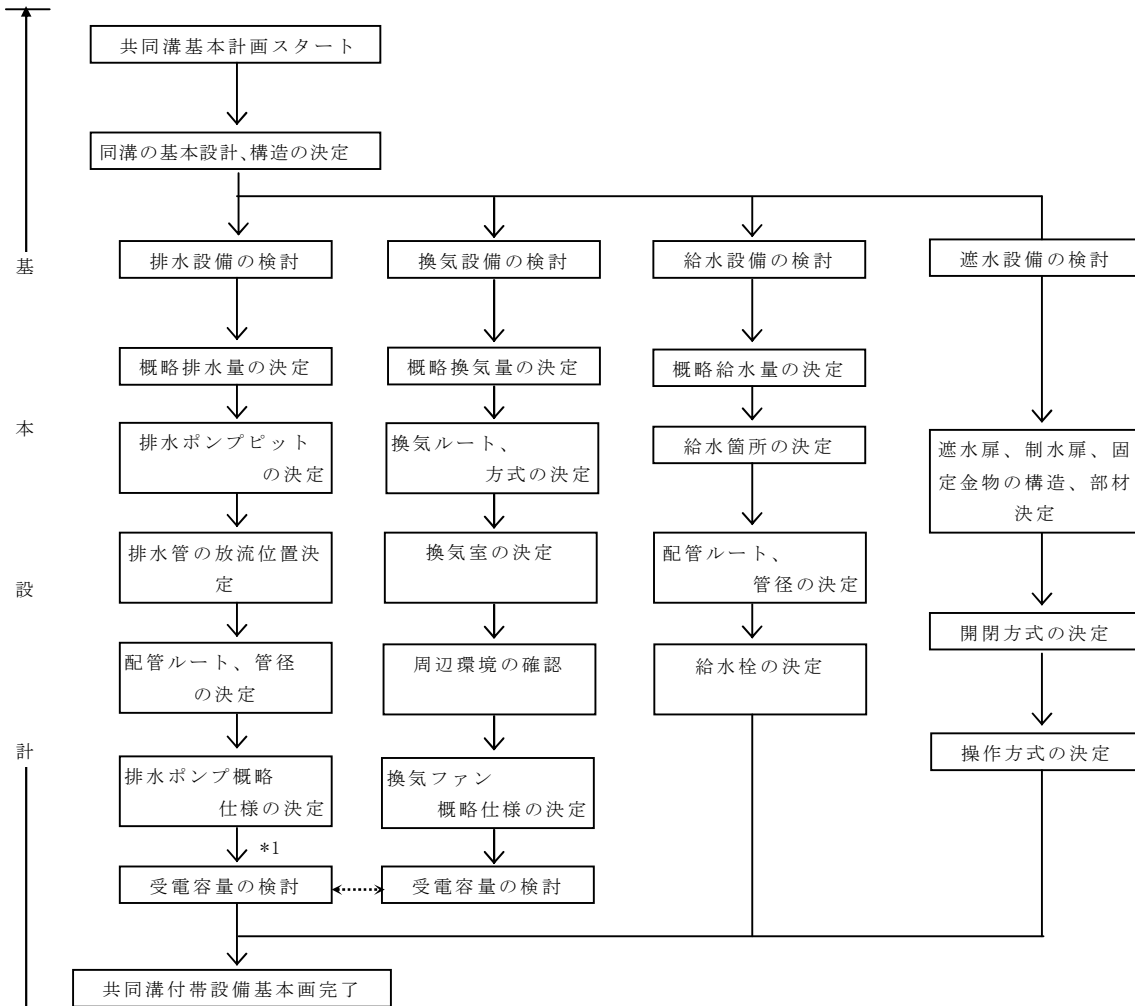 共同溝基本計画スタート
同溝の基本設計、構造の決定
基
本
設
計
排水設備の検討
概略排水量の決定
排水ポンプピット
の決定
排水管の放流位置決
定
配管ルート、管径
の決定
排水ポンプ概略
仕様の決定
*1
受電容量の検討
換気設備の検討
概略換気量の決定
換気ルート、
方式の決定
換気室の決定
周辺環境の確認
換気ファン
概略仕様の決定
受電容量の検討
給水設備の検討
概略給水量の決定
給水箇所の決定
配管ルート、
管径の決定
給水栓の決定
遮水設備の検討
遮水扉、制水扉、固
定金物の構造、部材
決定
開閉方式の決定
操作方式の決定
共同溝付帯設備基本画完了